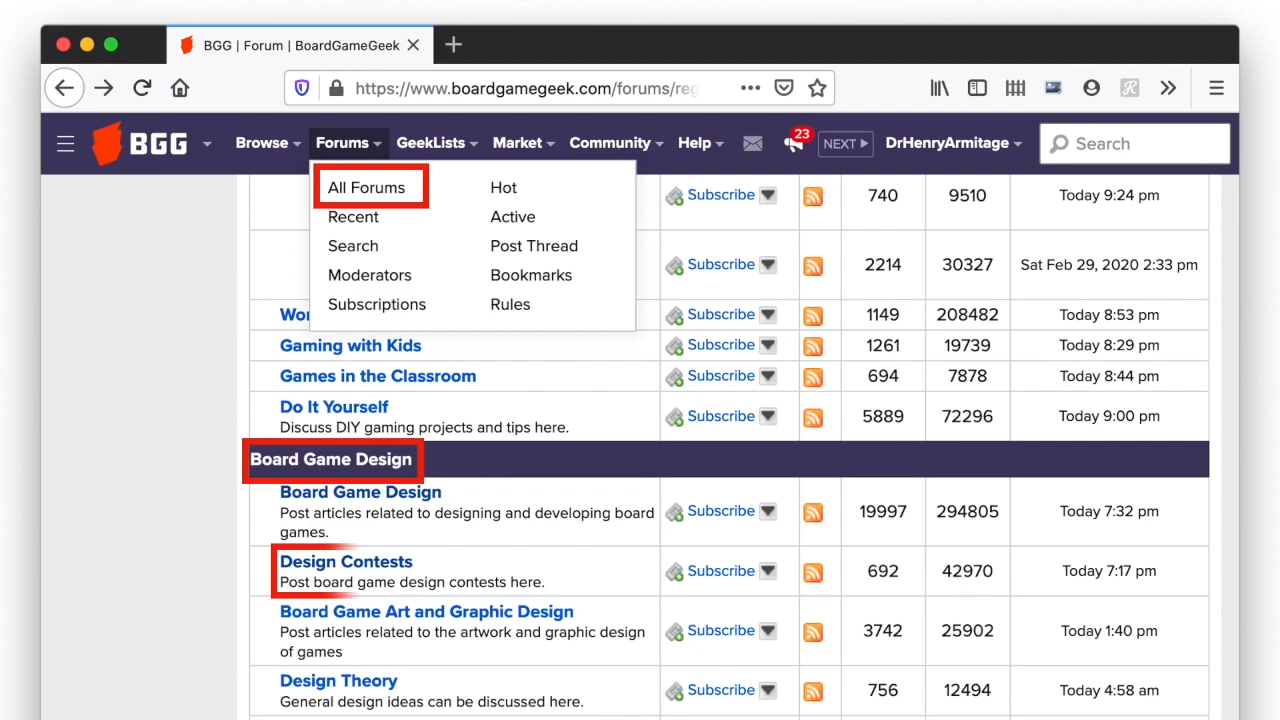 BGG | Forum | BoardGameGeek
https://www.boardgamegeek.com/forums/reg
BGG Browse Forums GeekLists Market Community Help 23 NEXT DrHenryArmitage Search
All Forums Hot
Recent Active
Search Post Thread
Moderators Bookmarks
Subscriptions Rules
Subscribe 740 9510 Today 9:24 pm
Subscribe 2214 30327 Sat Feb 29, 2020 2:33 pm
Subscribe 1149 208482 Today 8:53 pm
Gaming with Kids Subscribe 1261 19739 Today 8:29 pm
Games in the Classroom Subscribe 694 7878 Today 8:44 pm
Do It Yourself
Discuss DIY gaming projects and tips here.
Subscribe 5889 72296 Today 9:00 pm
Board Game Design
Board Game Design
Post articles related to designing and developing board
games.
Subscribe 19997 294805 Today 7:32 pm
Design Contests
Post board game design contests here.
Subscribe 692 42970 Today 7:17 pm
Board Game Art and Graphic Design
Post articles related to the artwork and graphic design
of games
Subscribe 3742 25902 Today 1:40 pm
Design Theory
General design ideas can be discussed here.
Subscribe 756 12494 Today 4:58 am